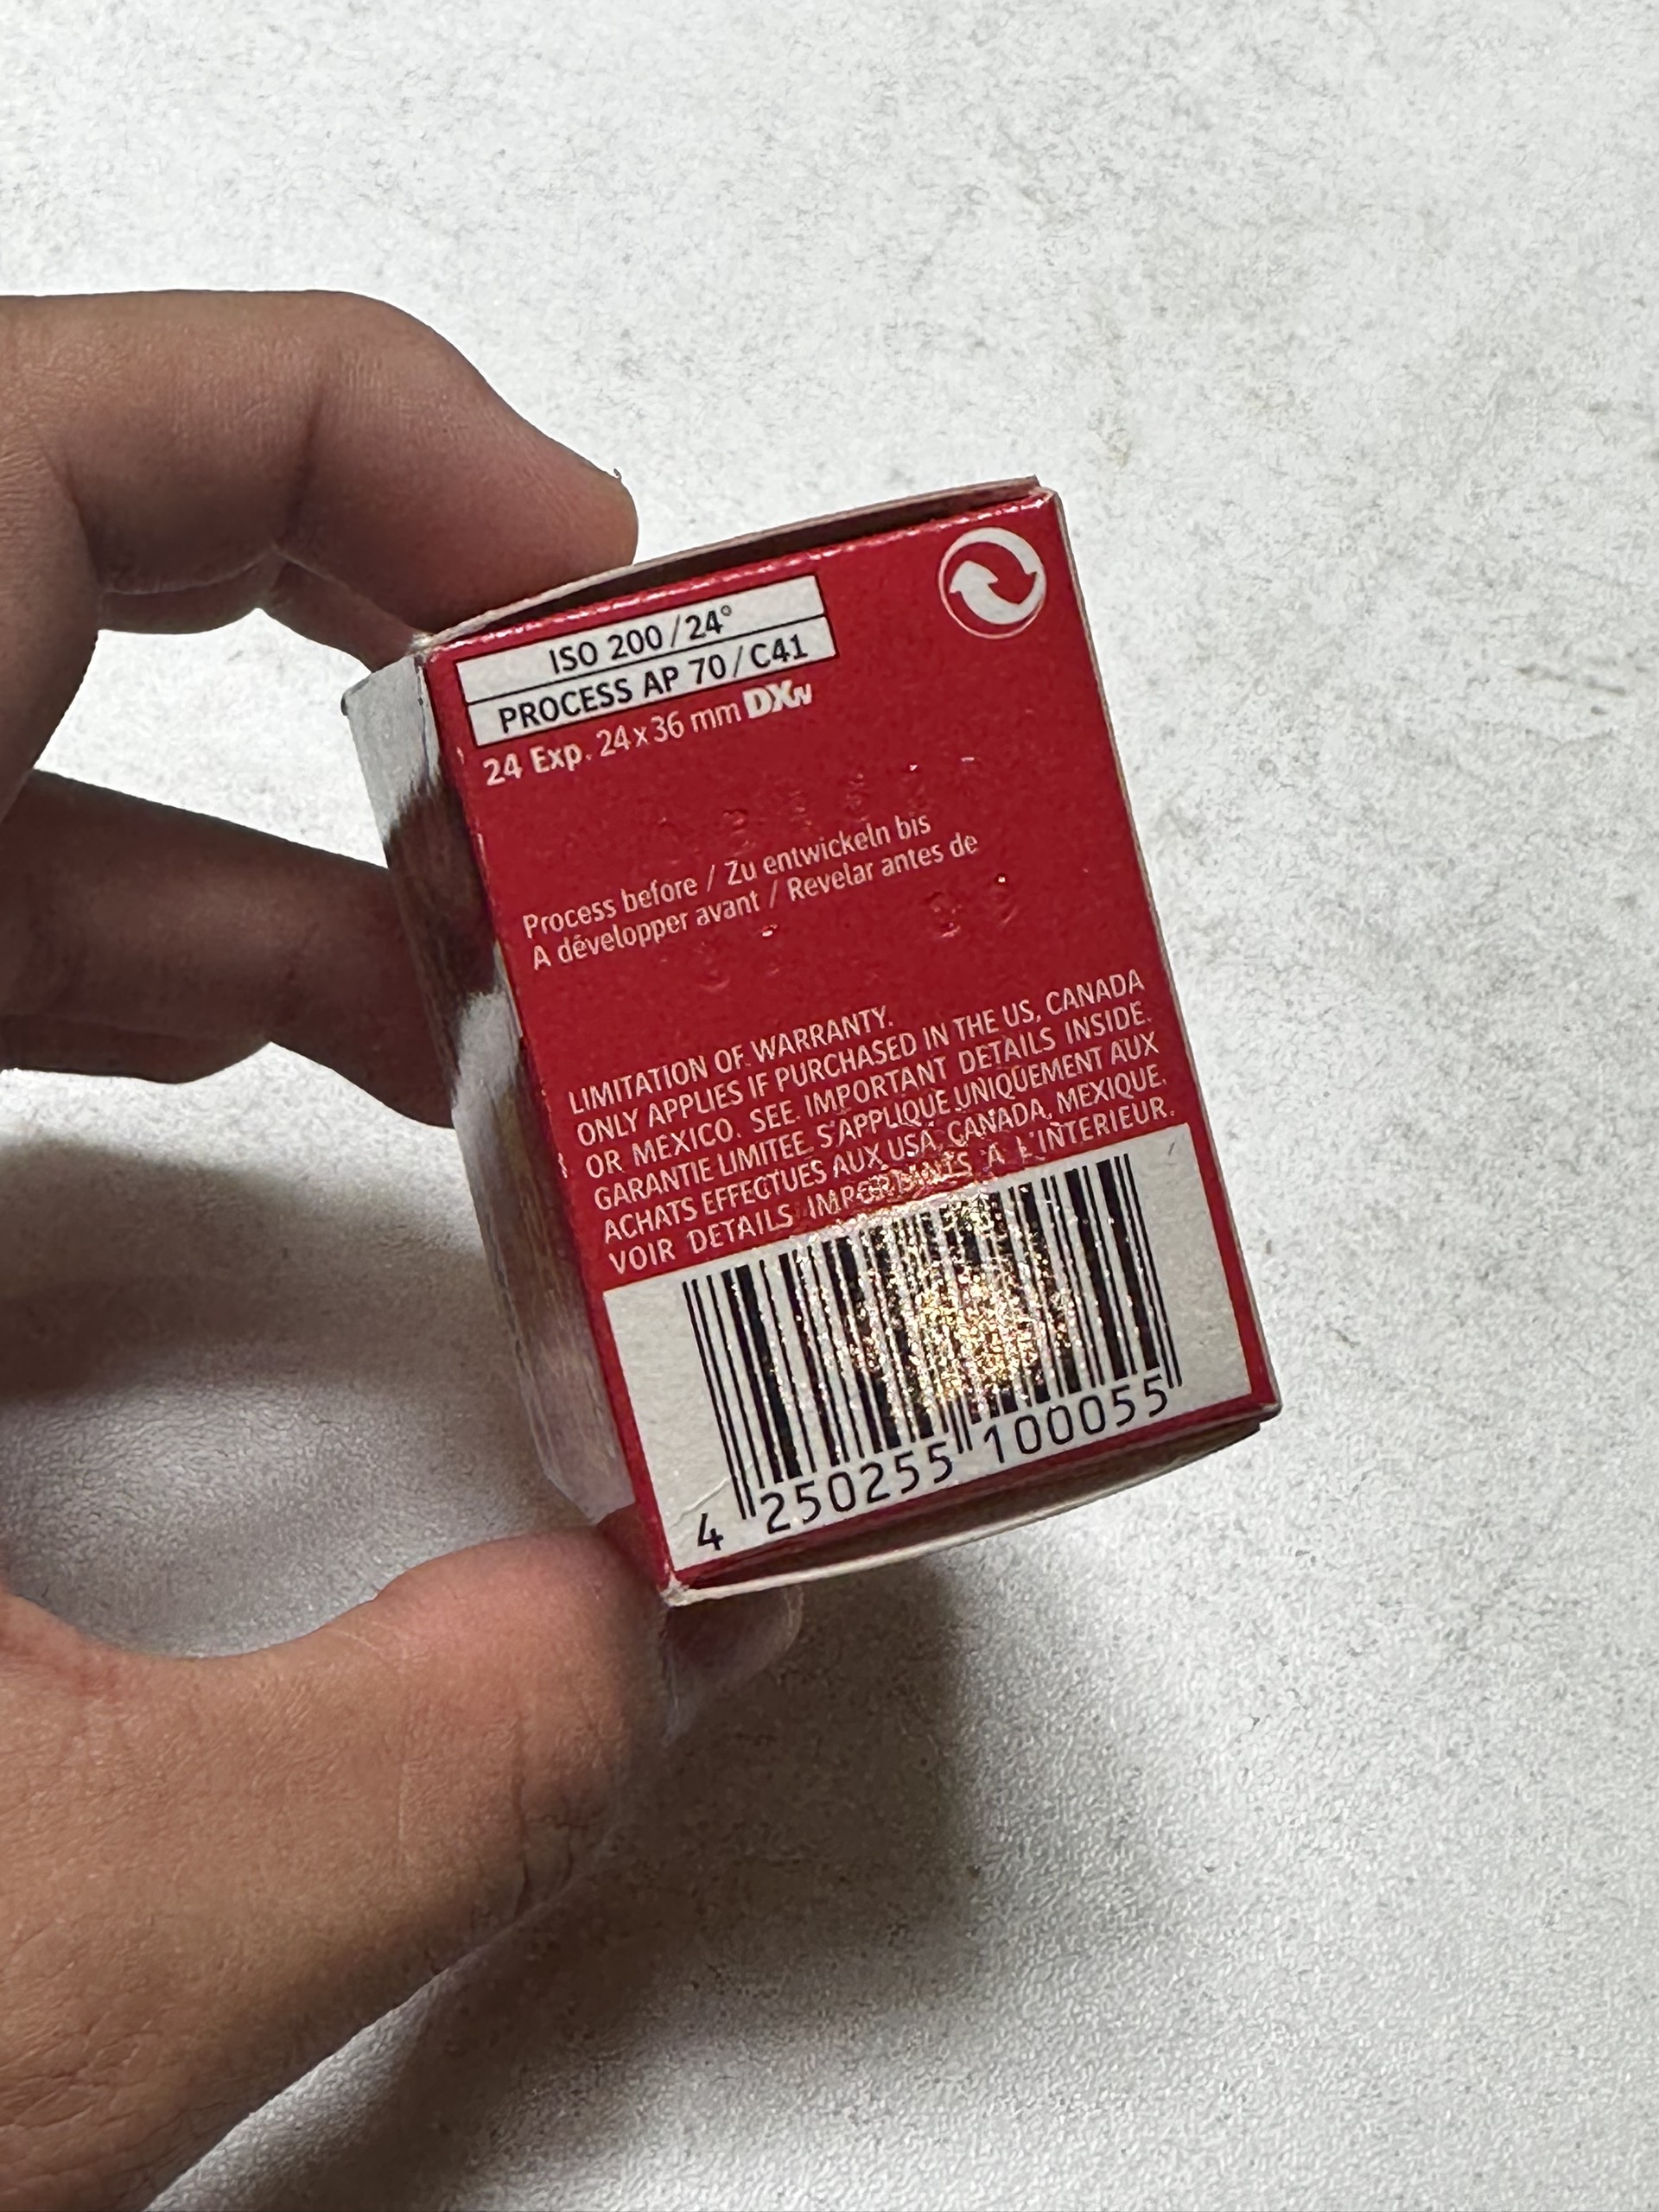 ISO 200/24°
PROCESS AP 70/C41
24 Exp. 24x36 mm DXN
Process before / Zu entwickeln bis
A développer avant / Revelar antes de
LIMITATION OF WARRANTY.
ONLY APPLIES IF PURCHASED IN THE US, CANADA
OR MEXICO. SEE IMPORTANT DETAILS INSIDE.
GARANTIE LIMITEE S'APPLIQUE UNIQUEMENT AUX
ACHATS EFFECTUES AUX USA, CANADA, MEXIQUE.
VOIR DETAILS IMPORTANTS A L'INTERIEUR.
4 250255 100055